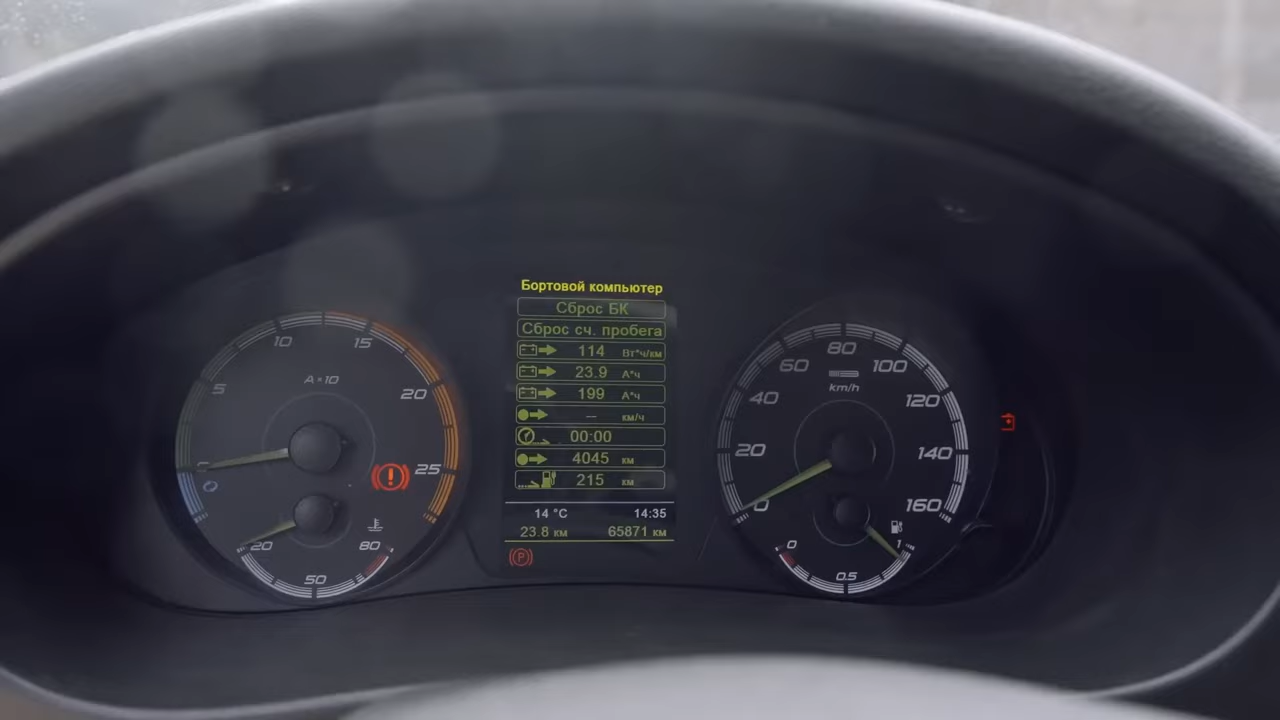 Бортовой компьютер
Сброс БК
Сброс сч. пробега
114 Вт*ч/км
23.9 А*ч
199 А*ч
-- км/ч
00:00
4045 км
215 км
14 °C 14:35
23.8 км 65871 км
P
0
5
10
15
20
25
A×10
!
20
50
80
0
20
40
60
80
100
120
140
160
km/h
0
0.5
1